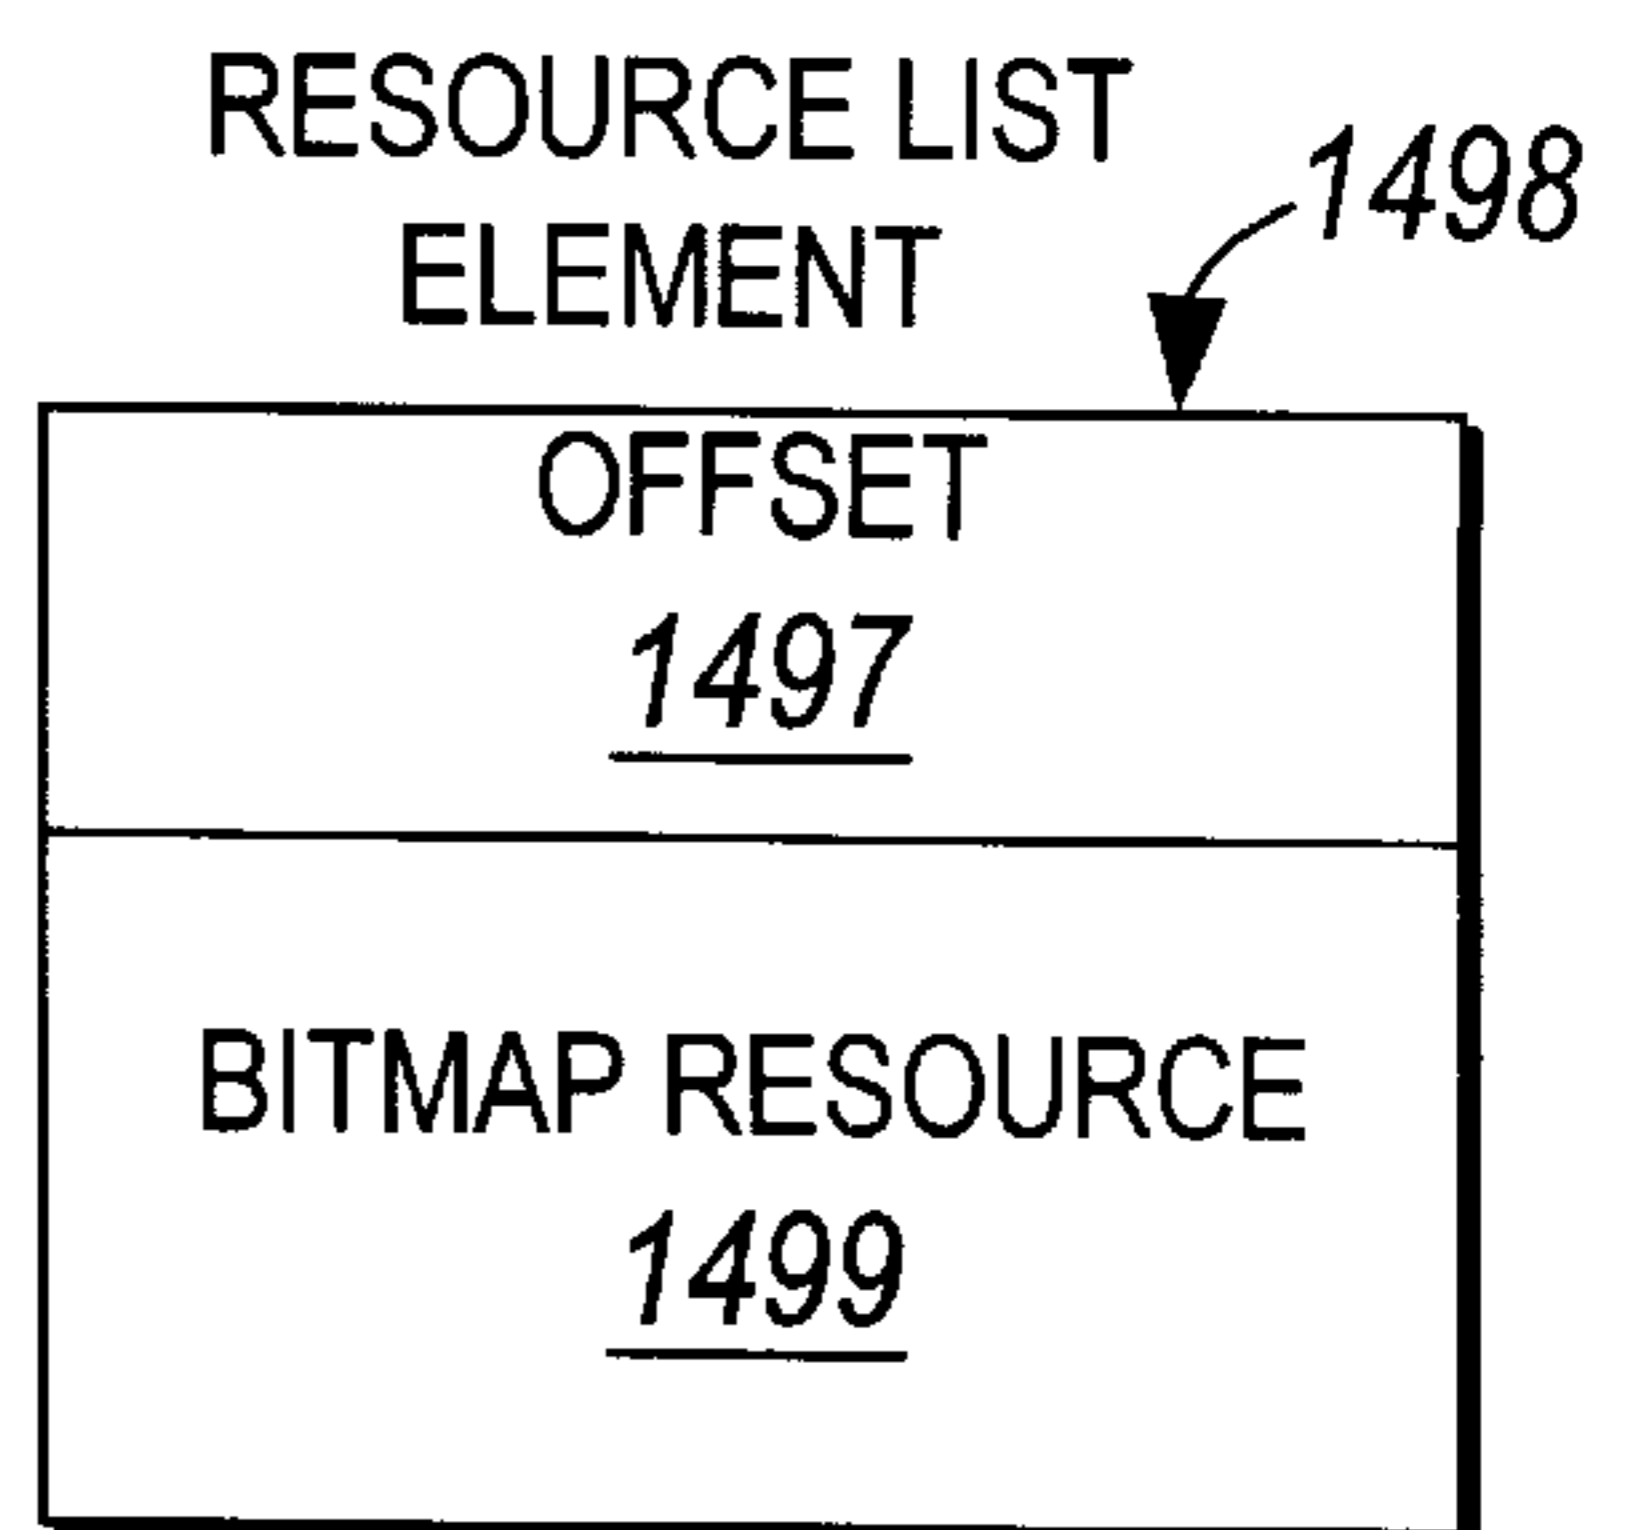 RESOURCE LIST
ELEMENT
1498
OFFSET
1497
BITMAP RESOURCE
1499